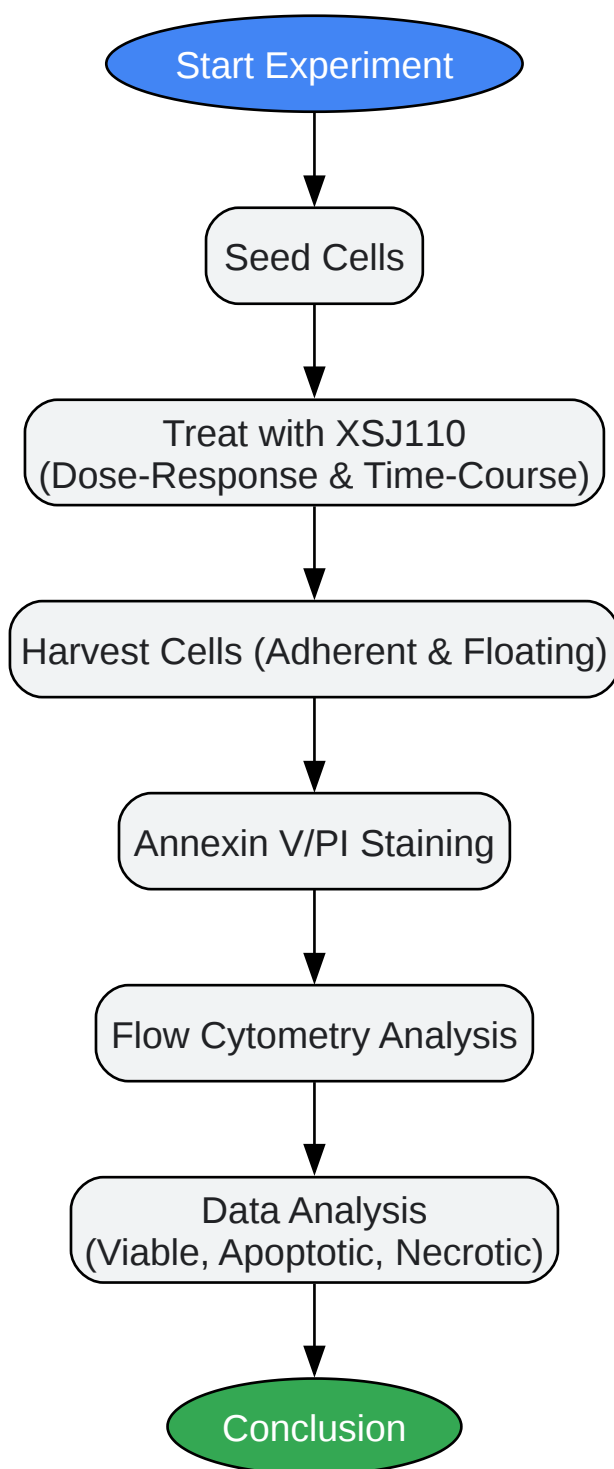 Start Experiment
Seed Cells
Treat with XSJ110
(Dose-Response & Time-Course)
Harvest Cells (Adherent & Floating)
Annexin V/PI Staining
Flow Cytometry Analysis
Data Analysis
(Viable, Apoptotic, Necrotic)
Conclusion